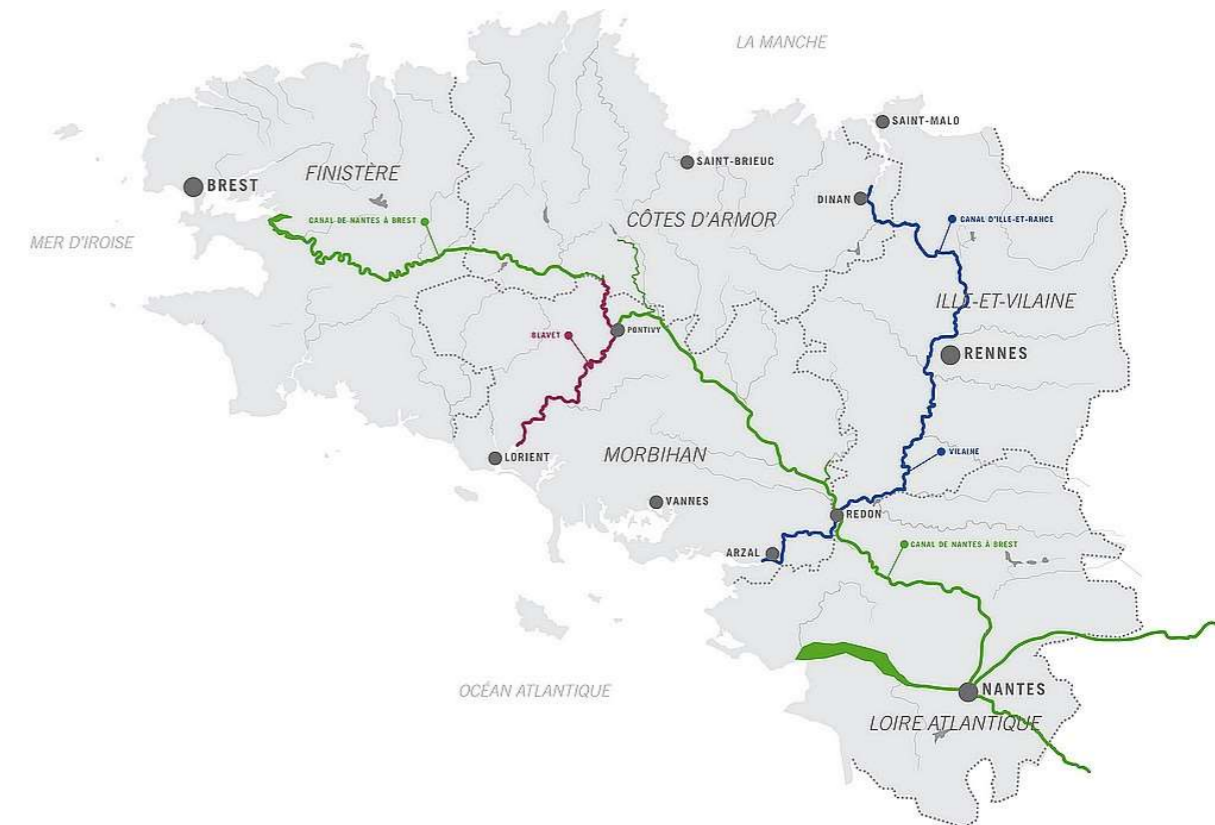 LA MANCHE
SAINT-MALO
SAINT-BRIEUC
FINISTÈRE
BREST
DINAN
CANAL DE NANTES À BREST
CÔTES D'ARMOR
CANAL D'ILLE-ET-RANCE
MER D'IROISE
ILLE-ET-VILAINE
BLAVET
PONTIVY
RENNES
LORIENT
MORBIHAN
VILAINE
VANNES
REDON
ARZAL
CANAL DE NANTES À BREST
OCÉAN ATLANTIQUE
NANTES
LOIRE ATLANTIQUE